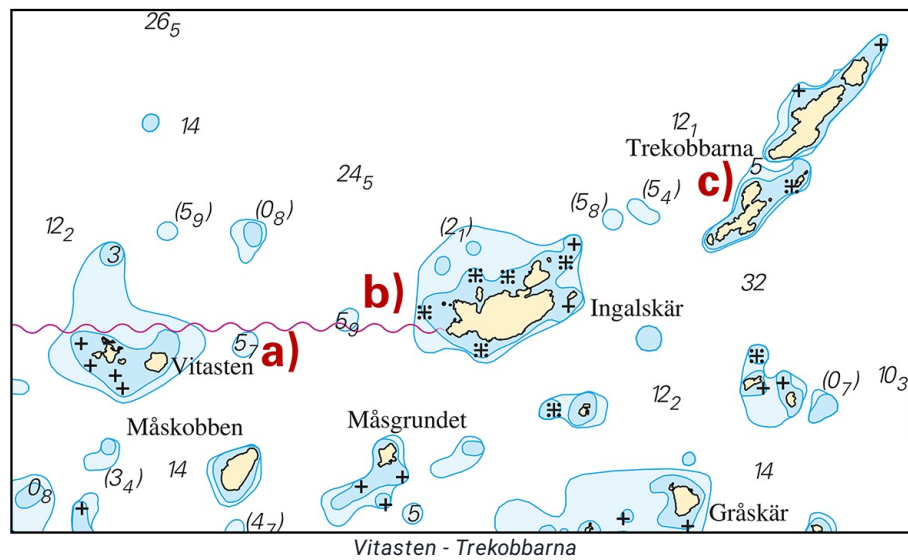 26₅
14
12₁
Trekobbarna
5
c)
24₅
(5₉)
(0₈)
(5₈)
(5₄)
12₂
3
(2₁)
32
b)
Ingalskär
5₉
5₇
a)
Vitasten
12₂
(0₇)
10₃
Måskobben
Måsgrundet
(3₄)
14
14
0₈
5
(4₇)
Gråskär
Vitasten - Trekobbarna